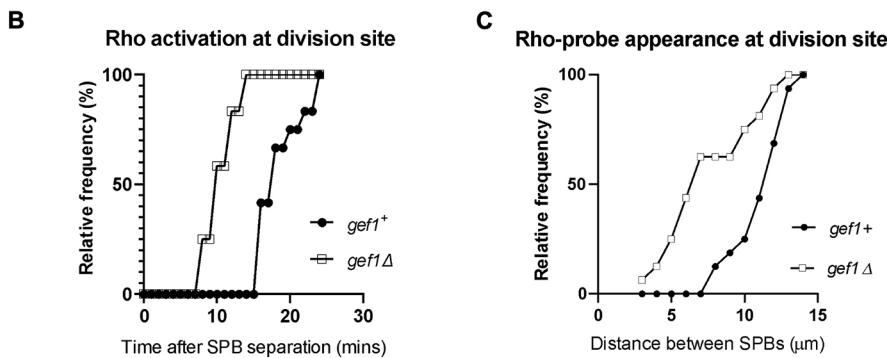 B
Rho activation at division site
Relative frequency (%)
100
50
0
0
10
20
30
gef1+
gef1Δ
Time after SPB separation (mins)
C
Rho-probe appearance at division site
Relative frequency (%)
100
50
0
0
5
10
15
gef1+
gef1Δ
Distance between SPBs (μm)